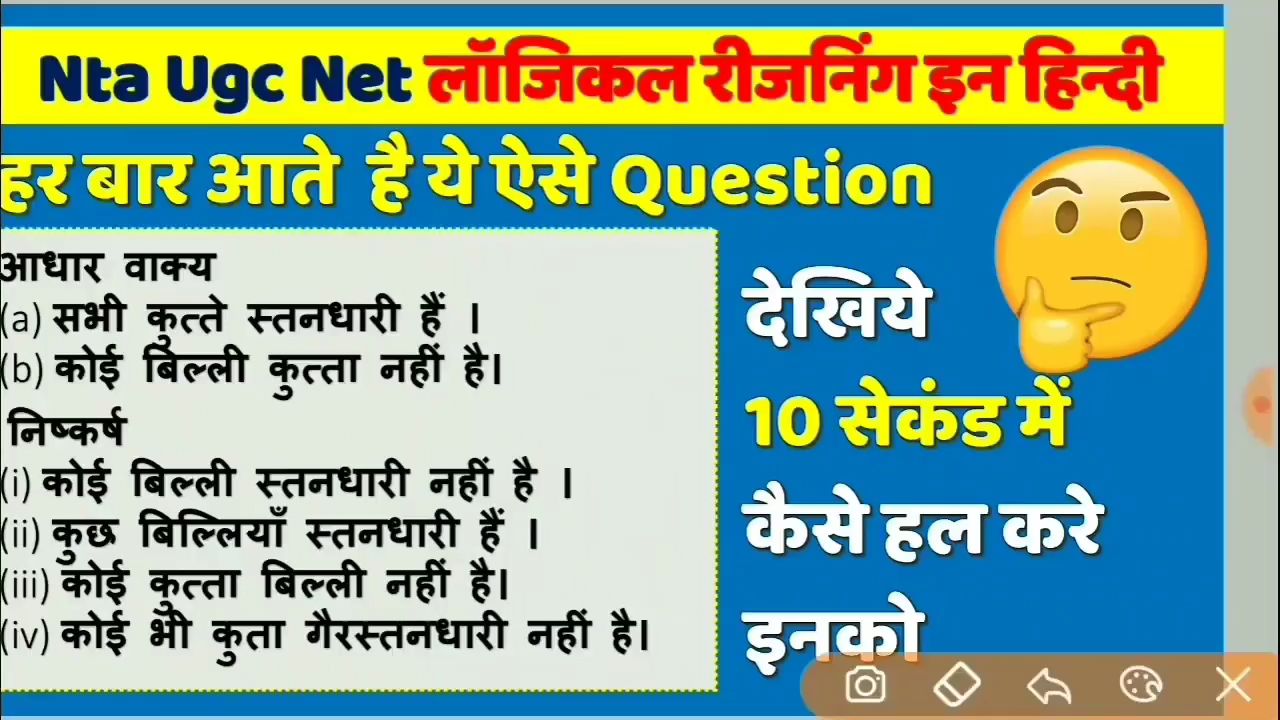 Nta Ugc Net लॉजिकल रीजनिंग इन हिन्दी
हर बार आते है ये ऐसे Question
आधार वाक्य
(a) सभी कुत्ते स्तनधारी हैं ।
(b) कोई बिल्ली कुत्ता नहीं है।
निष्कर्ष
(i) कोई बिल्ली स्तनधारी नहीं है ।
(ii) कुछ बिल्लियाँ स्तनधारी हैं ।
(iii) कोई कुत्ता बिल्ली नहीं है।
(iv) कोई भी कुता गैरस्तनधारी नहीं है।
देखिये
10 सेकंड में
कैसे हल करे
इनको